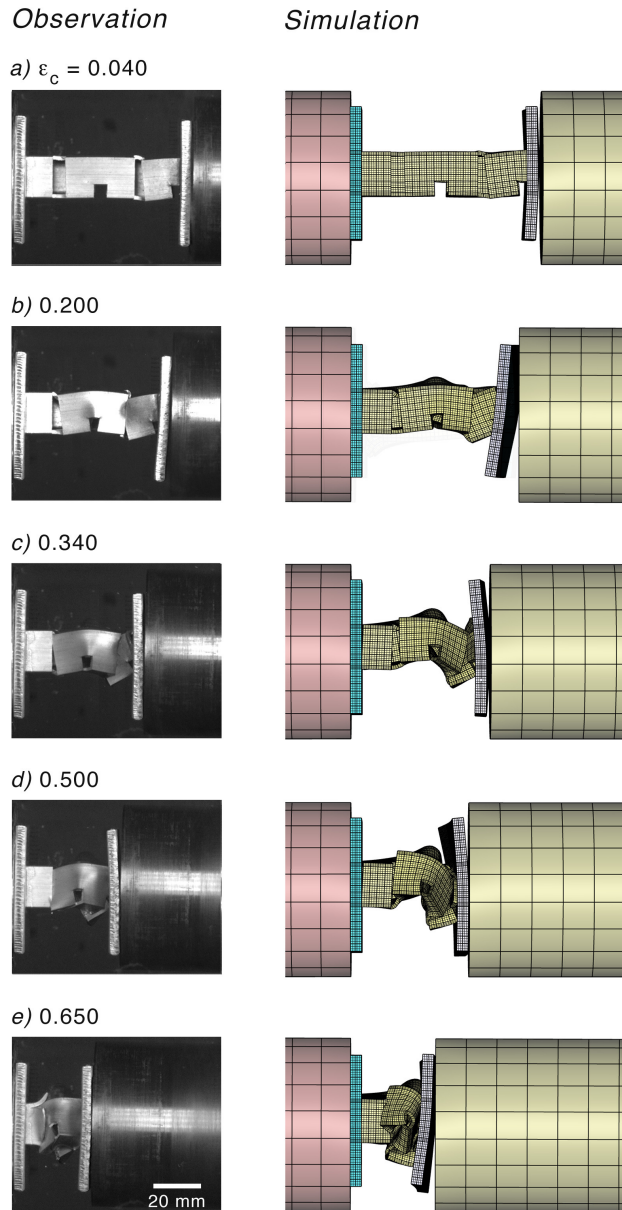 Observation
Simulation
a) εc = 0.040
b) 0.200
c) 0.340
d) 0.500
e) 0.650
20 mm